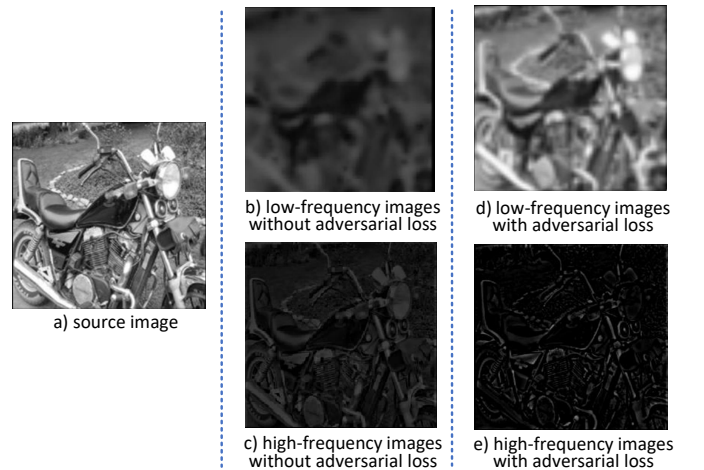 a) source image
b) low-frequency images
without adversarial loss
c) high-frequency images
without adversarial loss
d) low-frequency images
with adversarial loss
e) high-frequency images
with adversarial loss